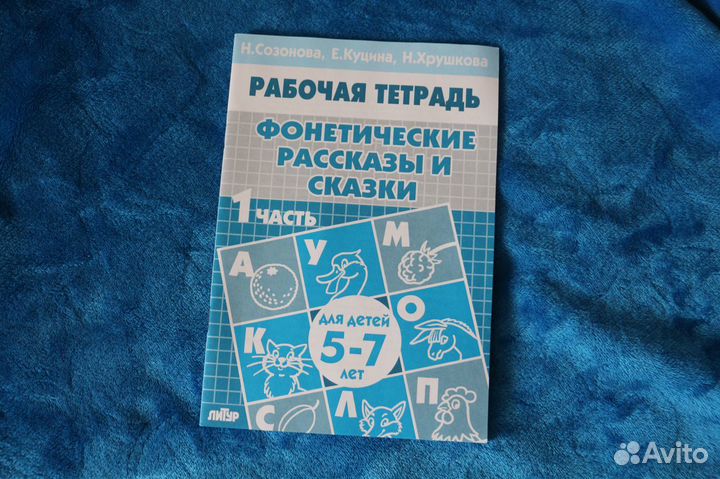 Н.Созонова, Е.Куцина, Н.Хрушкова
РАБОЧАЯ ТЕТРАДЬ
ФОНЕТИЧЕСКИЕ
РАССКАЗЫ И
СКАЗКИ
1 ЧАСТЬ
А У М
К О
С Л П
для детей
5-7
лет
ЛИТУР
Avito